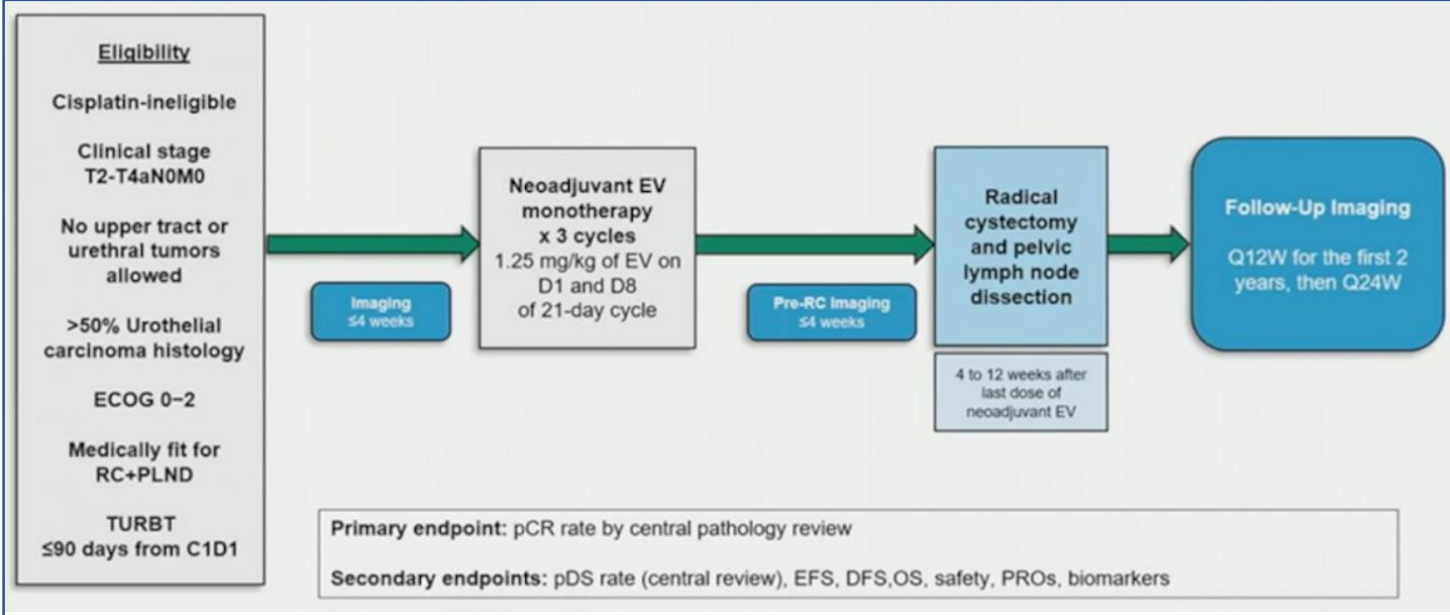 Eligibility
Cisplatin-ineligible
Clinical stage
T2-T4aN0M0
No upper tract or
urethral tumors
allowed
>50% Urothelial
carcinoma histology
ECOG 0–2
Medically fit for
RC+PLND
TURBT
≤90 days from C1D1
Imaging
≤4 weeks
Neoadjuvant EV
monotherapy
x 3 cycles
1.25 mg/kg of EV on
D1 and D8
of 21-day cycle
Pre-RC Imaging
≤4 weeks
Radical
cystectomy
and pelvic
lymph node
dissection
4 to 12 weeks after
last dose of
neoadjuvant EV
Follow-Up Imaging
Q12W for the first 2
years, then Q24W
Primary endpoint: pCR rate by central pathology review
Secondary endpoints: pDS rate (central review), EFS, DFS,OS, safety, PROs, biomarkers